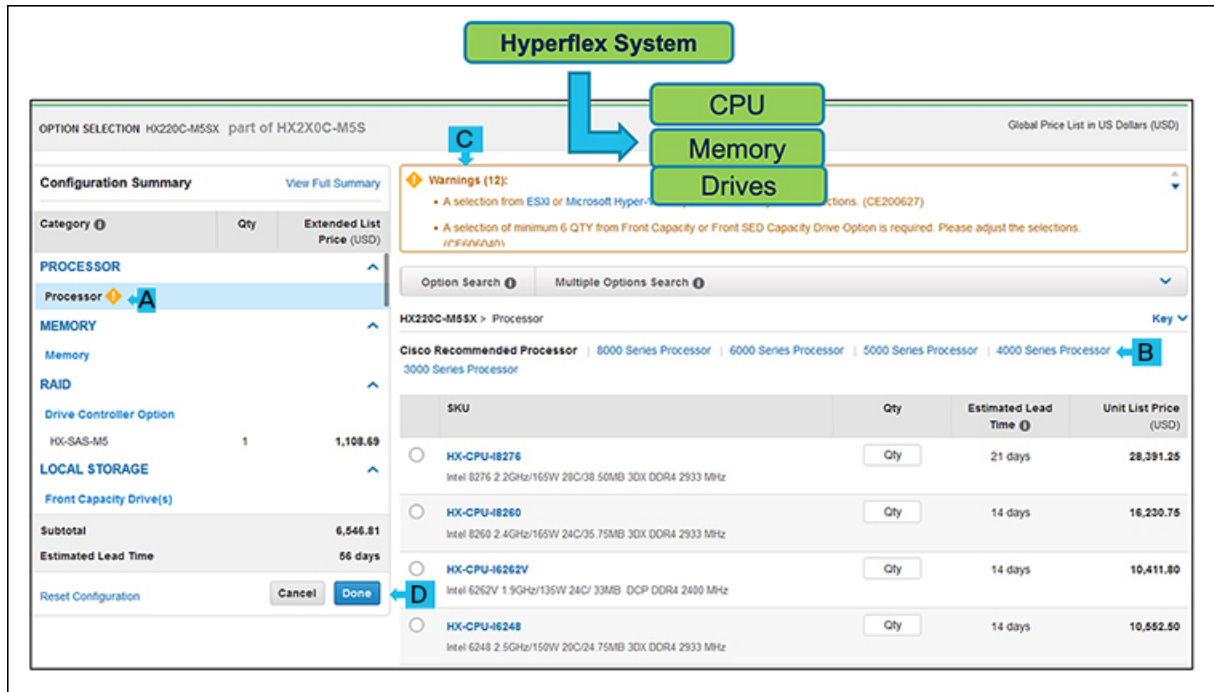 Hyperflex System
CPU
Memory
Drives
OPTION SELECTION HX220C-M5SX part of HX2X0C-M5S
Global Price List in US Dollars (USD)
C
Configuration Summary
View Full Summary
Category
Qty
Extended List
Price (USD)
PROCESSOR
Processor
A
MEMORY
Memory
RAID
Drive Controller Option
HX-SAS-M5 1 1,108.69
LOCAL STORAGE
Front Capacity Drive(s)
Subtotal 6,546.81
Estimated Lead Time 56 days
Reset Configuration
Cancel
Done
D
Warnings (12):
• A selection from ESXi or Microsoft Hyper- ctions. (CE200627)
• A selection of minimum 6 QTY from Front Capacity or Front SED Capacity Drive Option is required. Please adjust the selections.
(CE606040)
Option Search
Multiple Options Search
HX220C-M5SX > Processor
Key
Cisco Recommended Processor | 8000 Series Processor | 6000 Series Processor | 5000 Series Processor | 4000 Series Processor
B
3000 Series Processor
SKU
Qty
Estimated Lead
Time
Unit List Price
(USD)
HX-CPU-I8276 Qty 21 days 28,391.25
Intel 8276 2.2GHz/165W 28C/38.50MB 3DX DDR4 2933 MHz
HX-CPU-I8260 Qty 14 days 16,230.75
Intel 8260 2.4GHz/165W 24C/35.75MB 3DX DDR4 2933 MHz
HX-CPU-I6262V Qty 14 days 10,411.80
Intel 6262V 1.9GHz/135W 24C/ 33MB DCP DDR4 2400 MHz
HX-CPU-I6248 Qty 14 days 10,552.50
Intel 6248 2.5GHz/150W 20C/24.75MB 3DX DDR4 2933 MHz